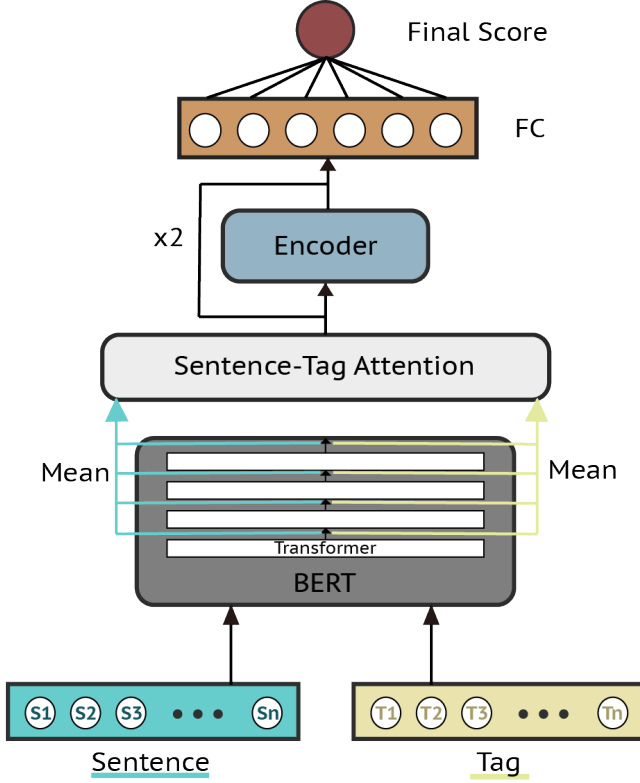 Final Score
FC
x2
Encoder
Sentence-Tag Attention
Mean
Mean
Transformer
BERT
S1 S2 S3 ••• Sn
T1 T2 T3 ••• Tn
Sentence
Tag